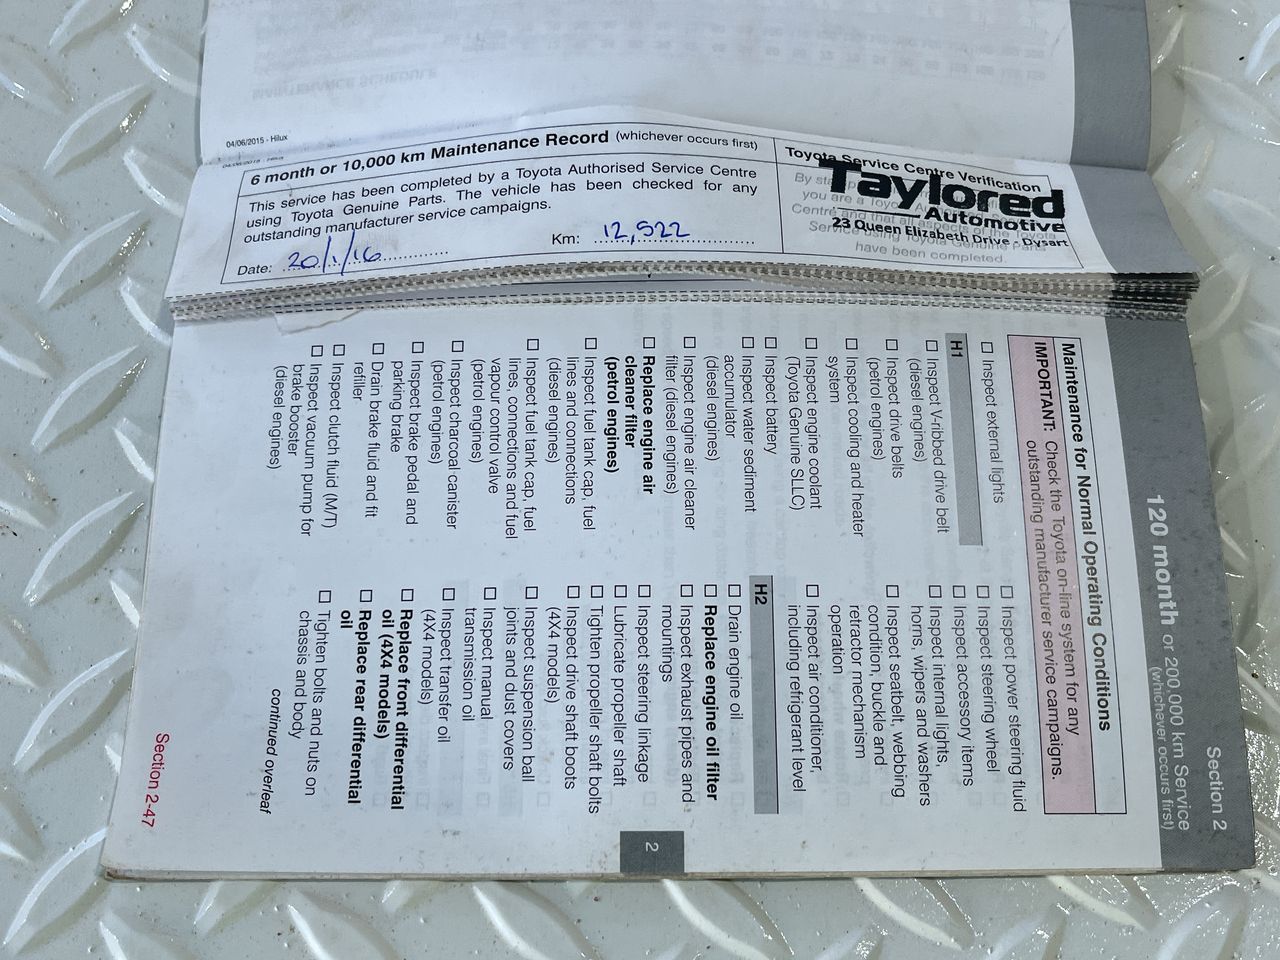 04/06/2015 - Hilux
6 month or 10,000 km Maintenance Record (whichever occurs first)
This service has been completed by a Toyota Authorised Service Centre
using Toyota Genuine Parts. The vehicle has been checked for any
outstanding manufacturer service campaigns.
Date: 20/1/16
Km: 12,522
Toyota Service Centre Verification
Taylored
Automotive
23 Queen Elizabeth Drive - Dysart
have been completed.
Section 2
120 month or 200,000 km Service
(whichever occurs first)
Maintenance for Normal Operating Conditions
IMPORTANT: Check the Toyota on-line system for any
outstanding manufacturer service campaigns.
Inspect external lights
H1
Inspect V-ribbed drive belt
(diesel engines)
Inspect drive belts
(petrol engines)
Inspect cooling and heater
system
Inspect engine coolant
(Toyota Genuine SLLC)
Inspect battery
Inspect water sediment
accumulator
(diesel engines)
Inspect engine air cleaner
filter (diesel engines)
Replace engine air
cleaner filter
(petrol engines)
Inspect fuel tank cap, fuel
lines and connections
(diesel engines)
Inspect fuel tank cap, fuel
lines, connections and fuel
vapour control valve
(petrol engines)
Inspect charcoal canister
(petrol engines)
Inspect brake pedal and
parking brake
Drain brake fluid and fit
refiller
Inspect clutch fluid (M/T)
Inspect vacuum pump for
brake booster
(diesel engines)
Inspect power steering fluid
Inspect steering wheel
Inspect accessory items
Inspect internal lights,
horns, wipers and washers
Inspect seatbelt, webbing
condition, buckle and
retractor mechanism
operation
Inspect air conditioner,
including refrigerant level
H2
Drain engine oil
Replace engine oil filter
Inspect exhaust pipes and
mountings
Inspect steering linkage
Lubricate propeller shaft
Tighten propeller shaft bolts
Inspect drive shaft boots
(4X4 models)
Inspect suspension ball
joints and dust covers
Inspect manual
transmission oil
Inspect transfer oil
(4X4 models)
Replace front differential
oil (4X4 models)
Replace rear differential
oil
Tighten bolts and nuts on
chassis and body
continued overleaf
2
Section 2-47